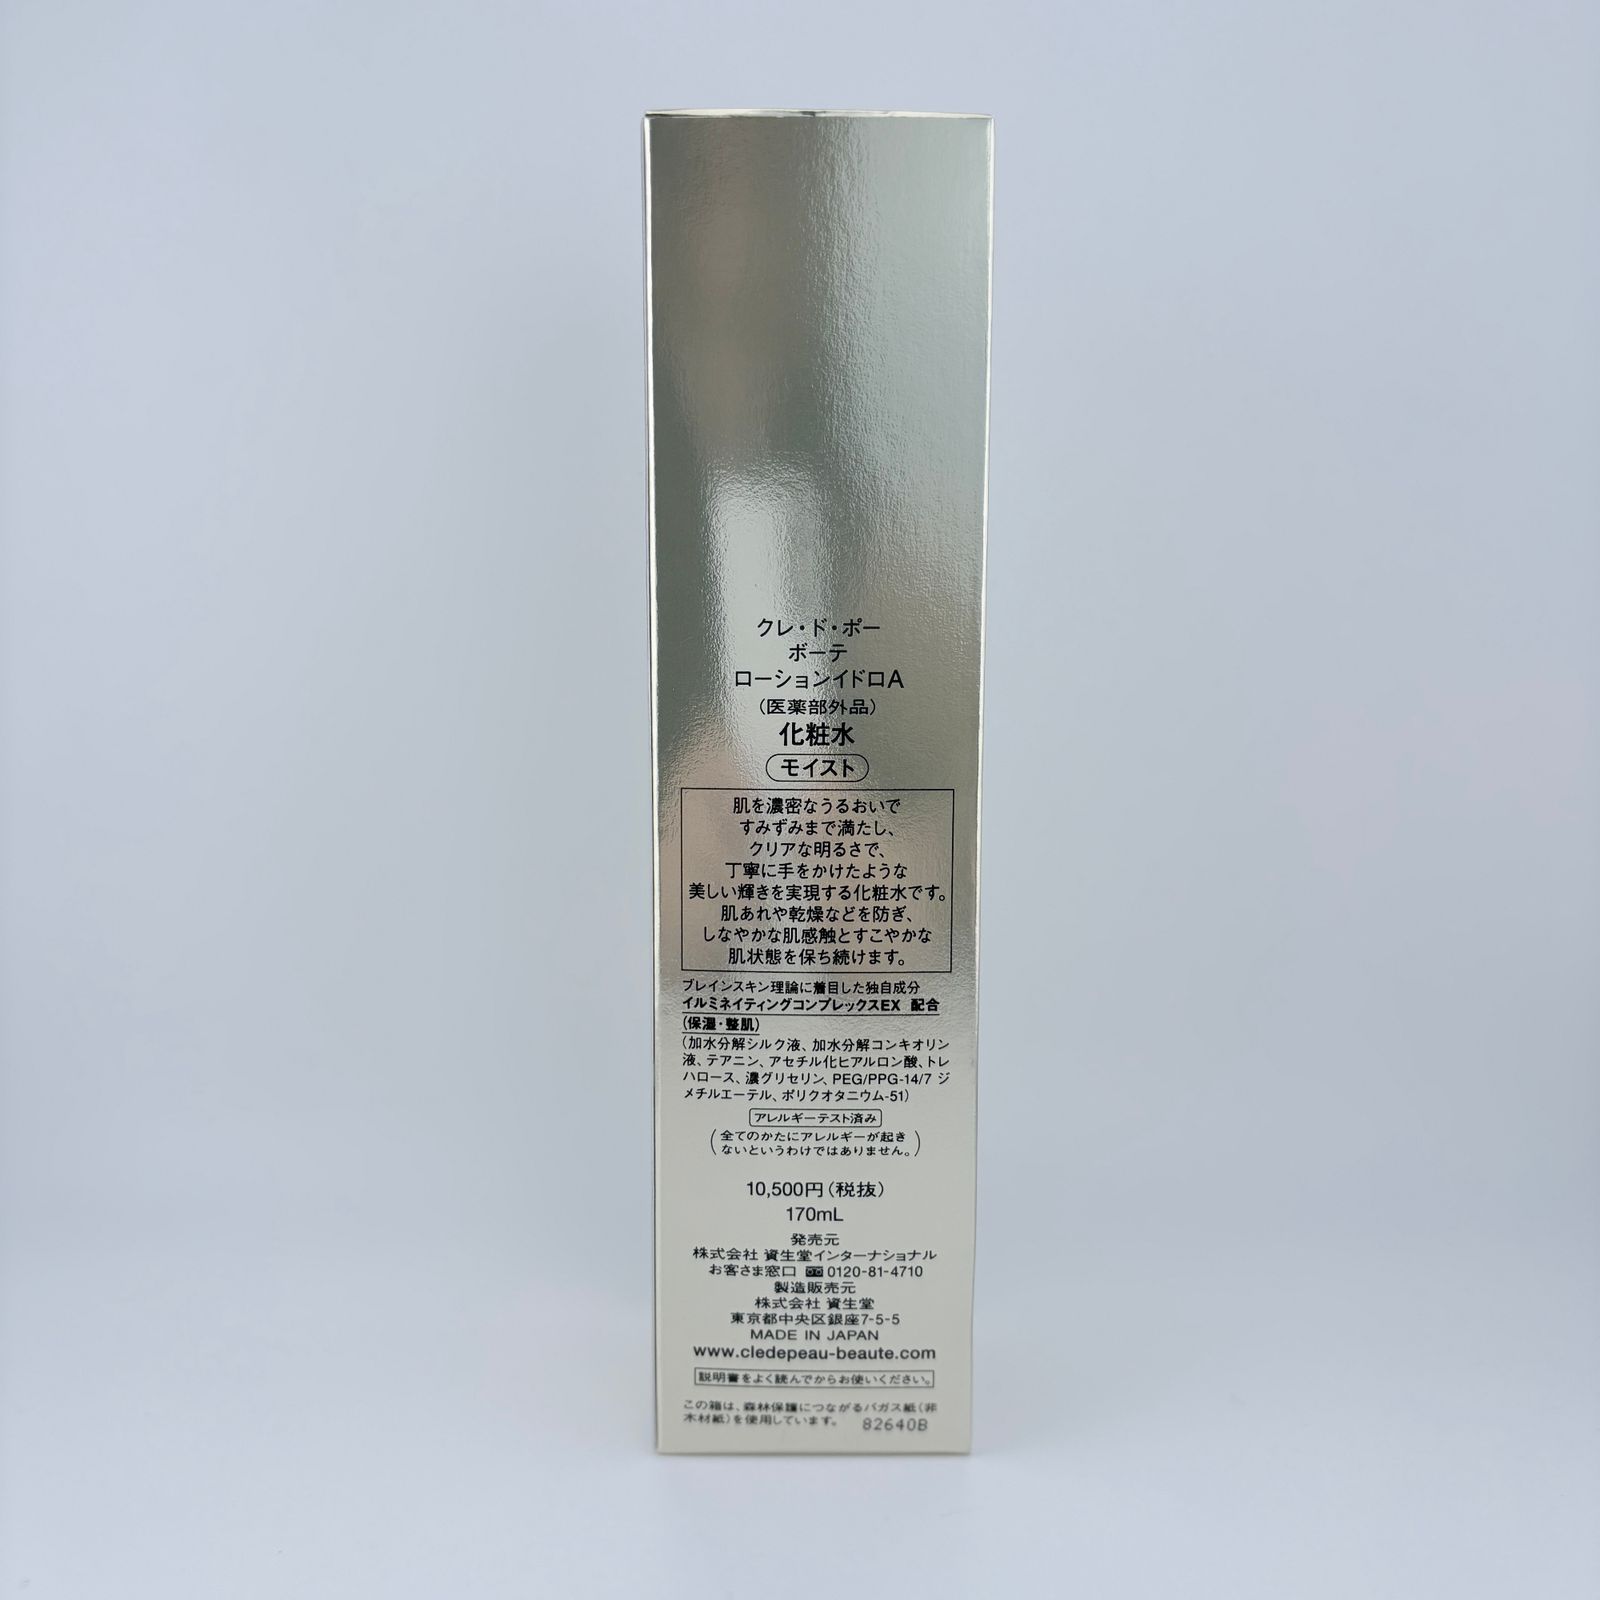 クレ・ド・ポー
ボーテ
ローションイドロA
（医薬部外品）
化粧水
モイスト
肌を濃密なうるおいで
すみずみまで満たし、
クリアな明るさで、
丁寧に手をかけたような
美しい輝きを実現する化粧水です。
肌あれや乾燥などを防ぎ、
しなやかな肌感触とすこやかな
肌状態を保ち続けます。
ブレインスキン理論に着目した独自成分
イルミネイティングコンプレックスEX 配合
(保湿・整肌)
(加水分解シルク液、加水分解コンキオリン
液、テアニン、アセチル化ヒアルロン酸、トレ
ハロース、濃グリセリン、PEG/PPG-14/7 ジ
メチルエーテル、ポリクオタニウム-51)
アレルギーテスト済み
(全てのかたにアレルギーが起き
ないというわけではありません。)
10,500円（税抜）
170mL
発売元
株式会社 資生堂インターナショナル
お客さま窓口 0120-81-4710
製造販売元
株式会社 資生堂
東京都中央区銀座7-5-5
MADE IN JAPAN
www.cledepeau-beaute.com
説明書をよく読んでからお使いください。
この箱は、森林保護につながるバガス紙（非
木材紙）を使用しています。 82640B